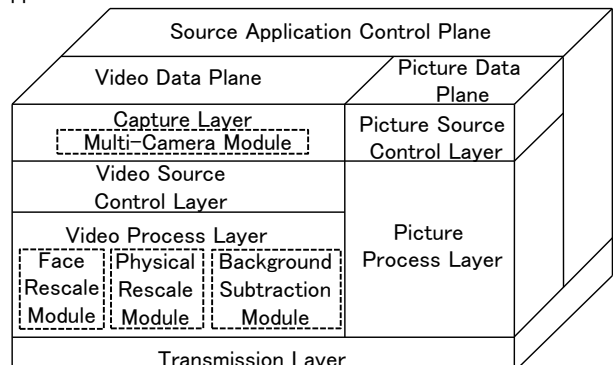 Source Application Control Plane
Video Data Plane
Picture Data
Plane
Capture Layer
Multi-Camera Module
Picture Source
Control Layer
Video Source
Control Layer
Video Process Layer
Face
Rescale
Module
Physical
Rescale
Module
Background
Subtraction
Module
Picture
Process Layer
Transmission Layer